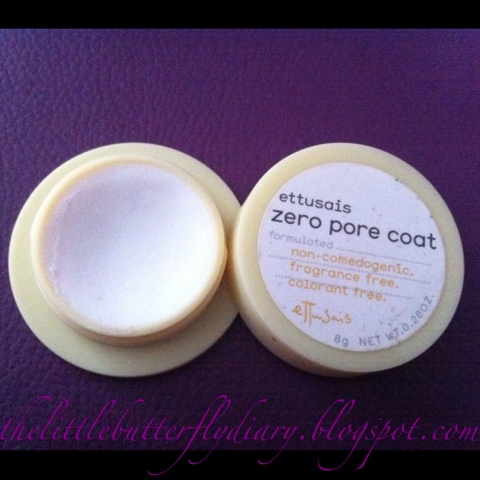 ettusais
zero pore coat
formulated
non-comedogenic.
fragrance free.
colorant free.
ettusais
8g NET WT.0.28OZ.
thelittlebutterflydiary.blogspot.com